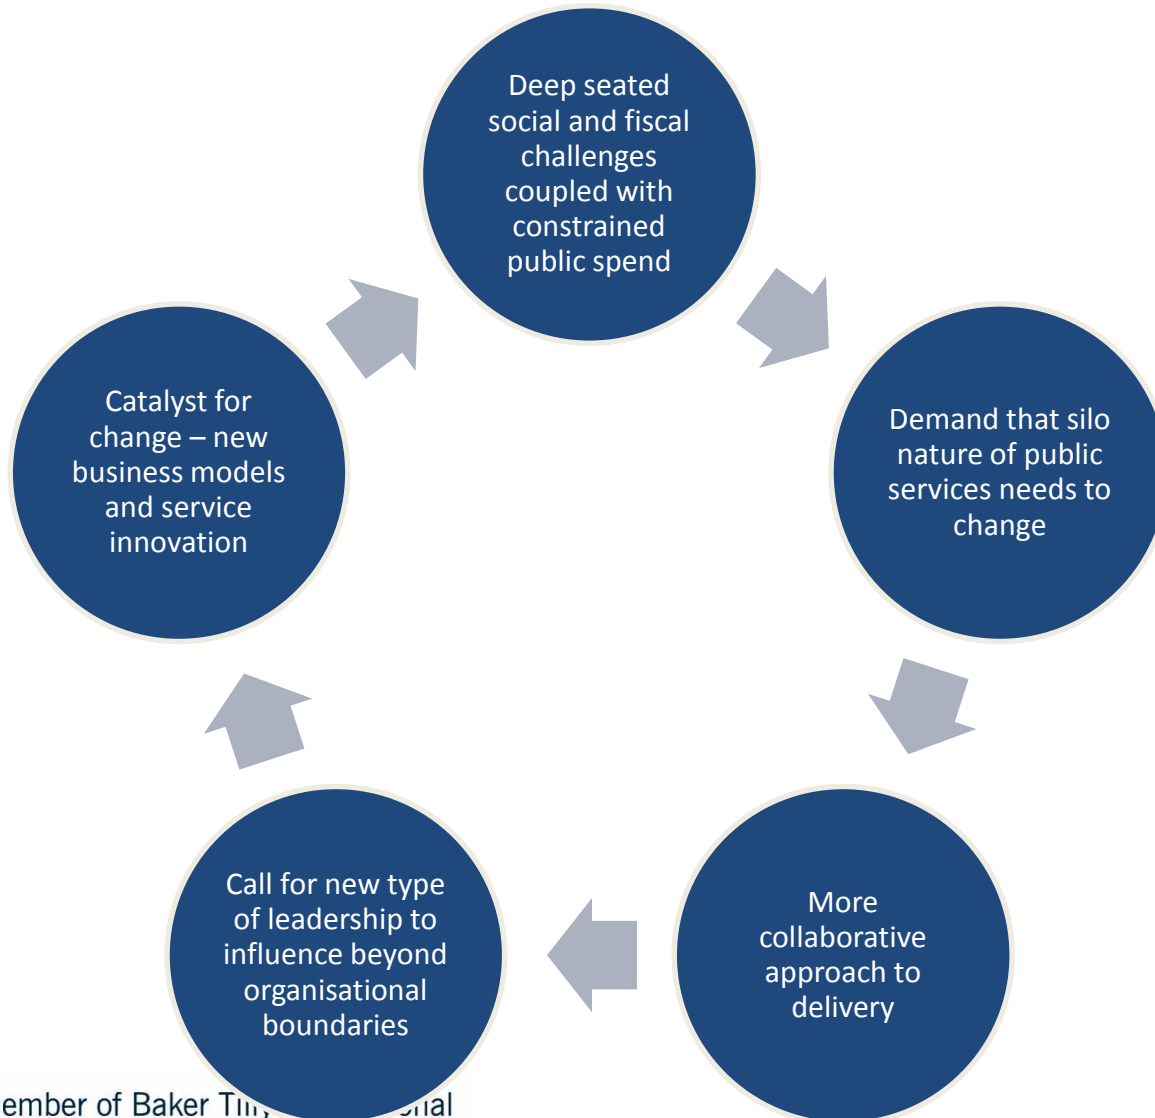 Deep seated
social and fiscal
challenges
coupled with
constrained
public spend
Demand that silo
nature of public
services needs to
change
More
collaborative
approach to
delivery
Call for new type
of leadership to
influence beyond
organisational
boundaries
Catalyst for
change – new
business models
and service
innovation
of Baker